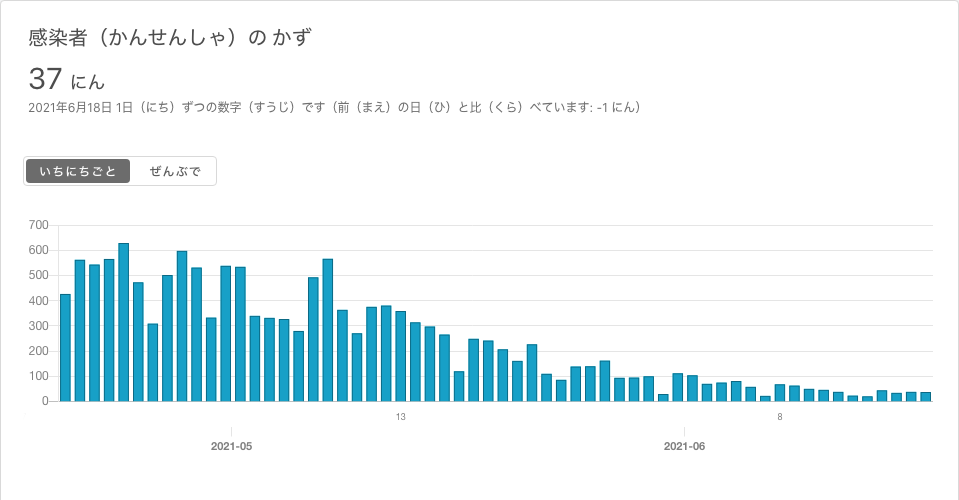 感染者（かんせんしゃ）の かず
37 にん
2021年6月18日 1日（にち）ずつの数字（すうじ）です（前（まえ）の日（ひ）と比（くら）べています: -1 にん）
いちにちごと ぜんぶで
700
600
500
400
300
200
100
0
13 8
2021-05 2021-06